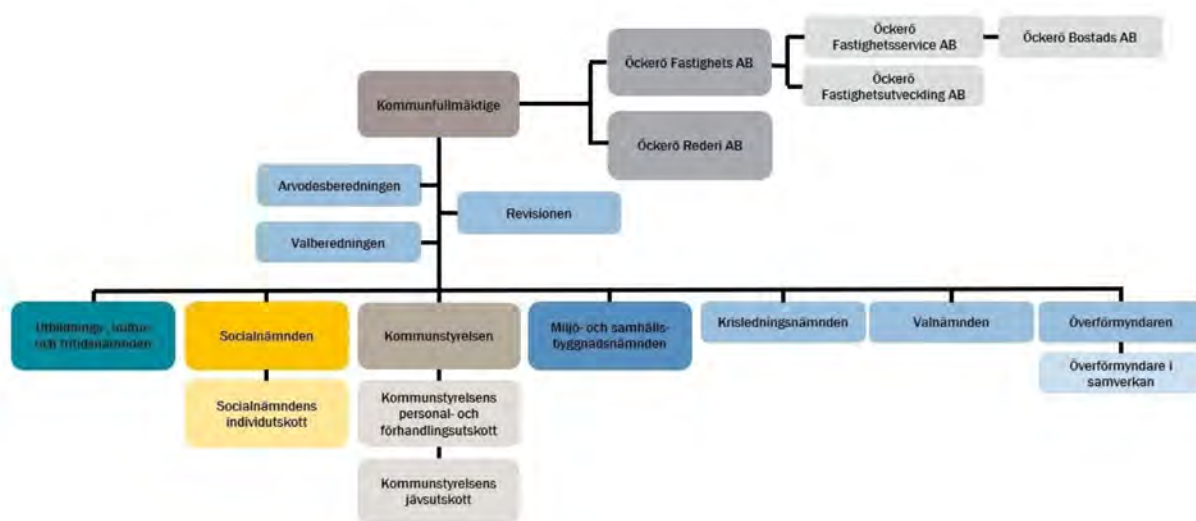 Öckerö
Fastighetsservice AB
Öckerö Bostads AB
Öckerö Fastighets AB
Öckerö
Fastighetsutveckling AB
Kommunfullmäktige
Öckerö Rederi AB
Arvodesberedningen
Revisionen
Valberedningen
Utbildnings-, kultur-
och fritidsnämnden
Socialnämnden
Kommunstyrelsen
Miljö- och samhälls-
byggnadsnämnden
Krisledningsnämnden
Valnämnden
Överförmyndaren
Socialnämndens
individutskott
Kommunstyrelsens
personal- och
förhandlingsutskott
Överförmyndare i
samverkan
Kommunstyrelsens
jävsutskott